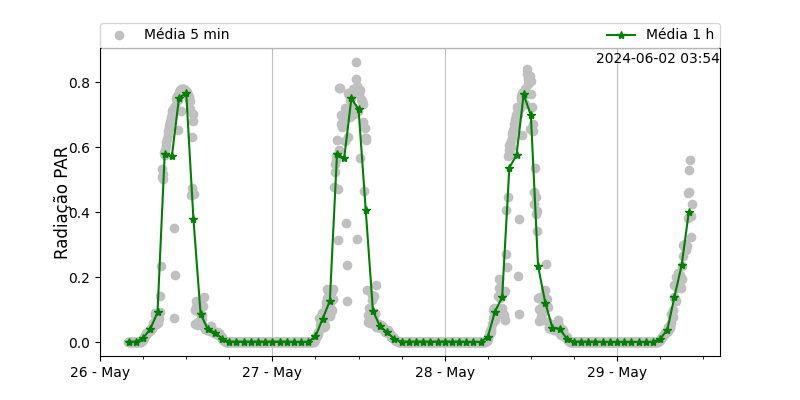 Média 5 min
Média 1 h
2024-06-02 03:54
Radiação PAR
0.8
0.6
0.4
0.2
0.0
26 - May
27 - May
28 - May
29 - May